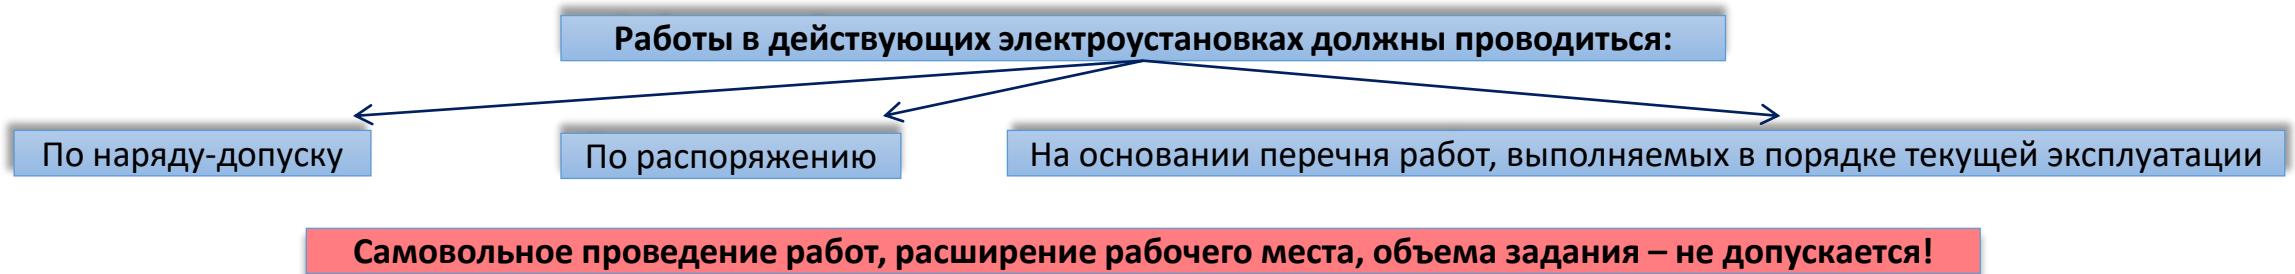 Работы в действующих электроустановках должны проводиться:
По наряду-допуску
По распоряжению
На основании перечня работ, выполняемых в порядке текущей эксплуатации
Самовольное проведение работ, расширение рабочего места, объема задания – не допускается!